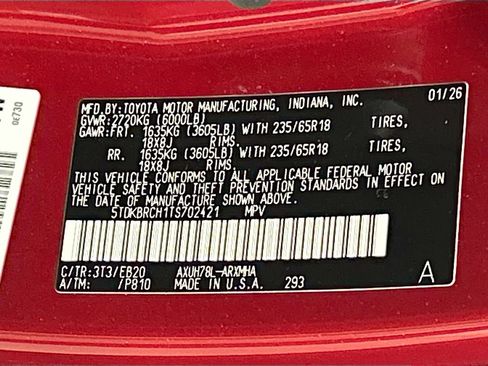 MFD. BY: TOYOTA MOTOR MANUFACTURING, INDIANA, INC. 01/26
GVWR: 2720KG (6000LB)
GAWR: FRT. 1635KG (3605LB) WITH 235/65R18 TIRES,
18X8J RIMS.
RR. 1635KG (3605LB) WITH 235/65R18 TIRES,
18X8J RIMS.
THIS VEHICLE CONFORMS TO ALL APPLICABLE FEDERAL MOTOR
VEHICLE SAFETY AND THEFT PREVENTION STANDARDS IN EFFECT ON
THE DATE OF MANUFACTURE SHOWN ABOVE.
5TDKBRCH1TS702421 MPV
C/TR: 3T3/EB20 AXUH78L-ARXMHA
A/TM: /P810 MADE IN U.S.A. 293 A
0E730